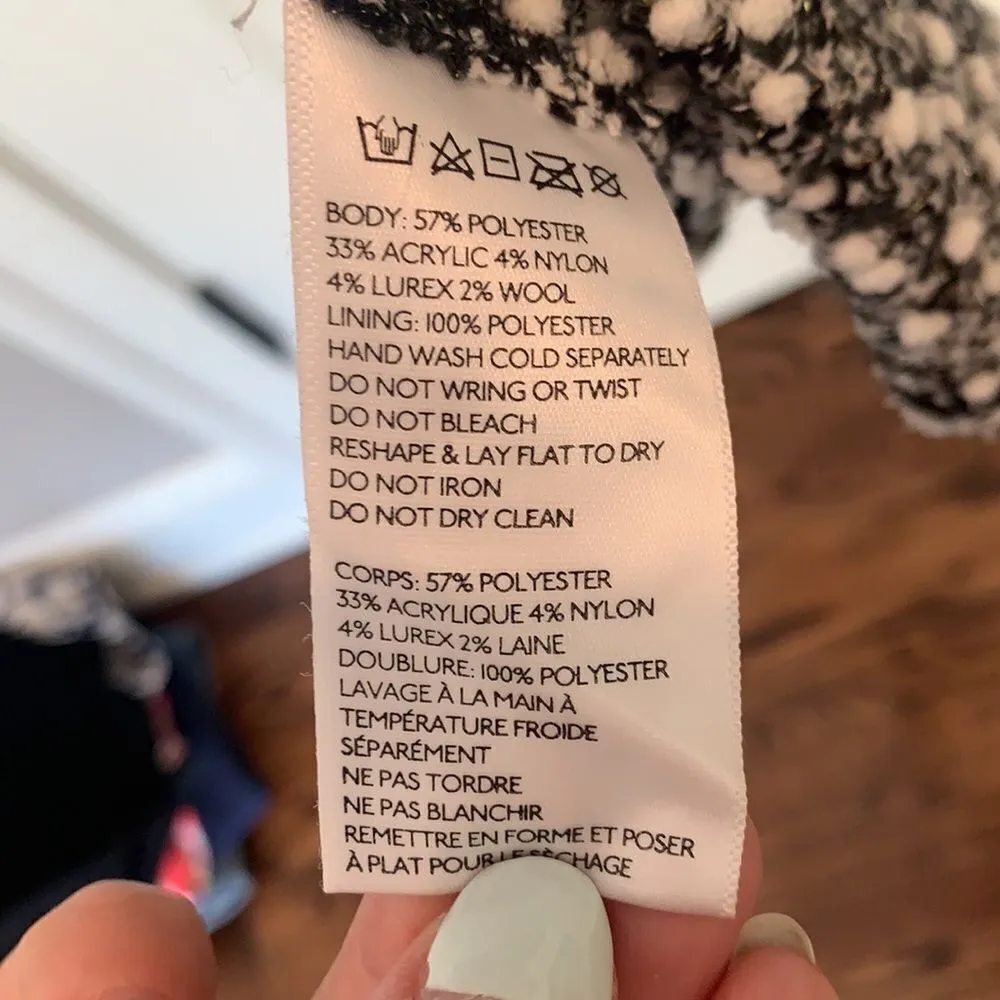 BODY: 57% POLYESTER
33% ACRYLIC 4% NYLON
4% LUREX 2% WOOL
LINING: 100% POLYESTER
HAND WASH COLD SEPARATELY
DO NOT WRING OR TWIST
DO NOT BLEACH
RESHAPE & LAY FLAT TO DRY
DO NOT IRON
DO NOT DRY CLEAN
CORPS: 57% POLYESTER
33% ACRYLIQUE 4% NYLON
4% LUREX 2% LAINE
DOUBLURE: 100% POLYESTER
LAVAGE À LA MAIN À
TEMPÉRATURE FROIDE
SÉPARÉMENT
NE PAS TORDRE
NE PAS BLANCHIR
REMETTRE EN FORME ET POSER
À PLAT POUR LE SÈCHAGE